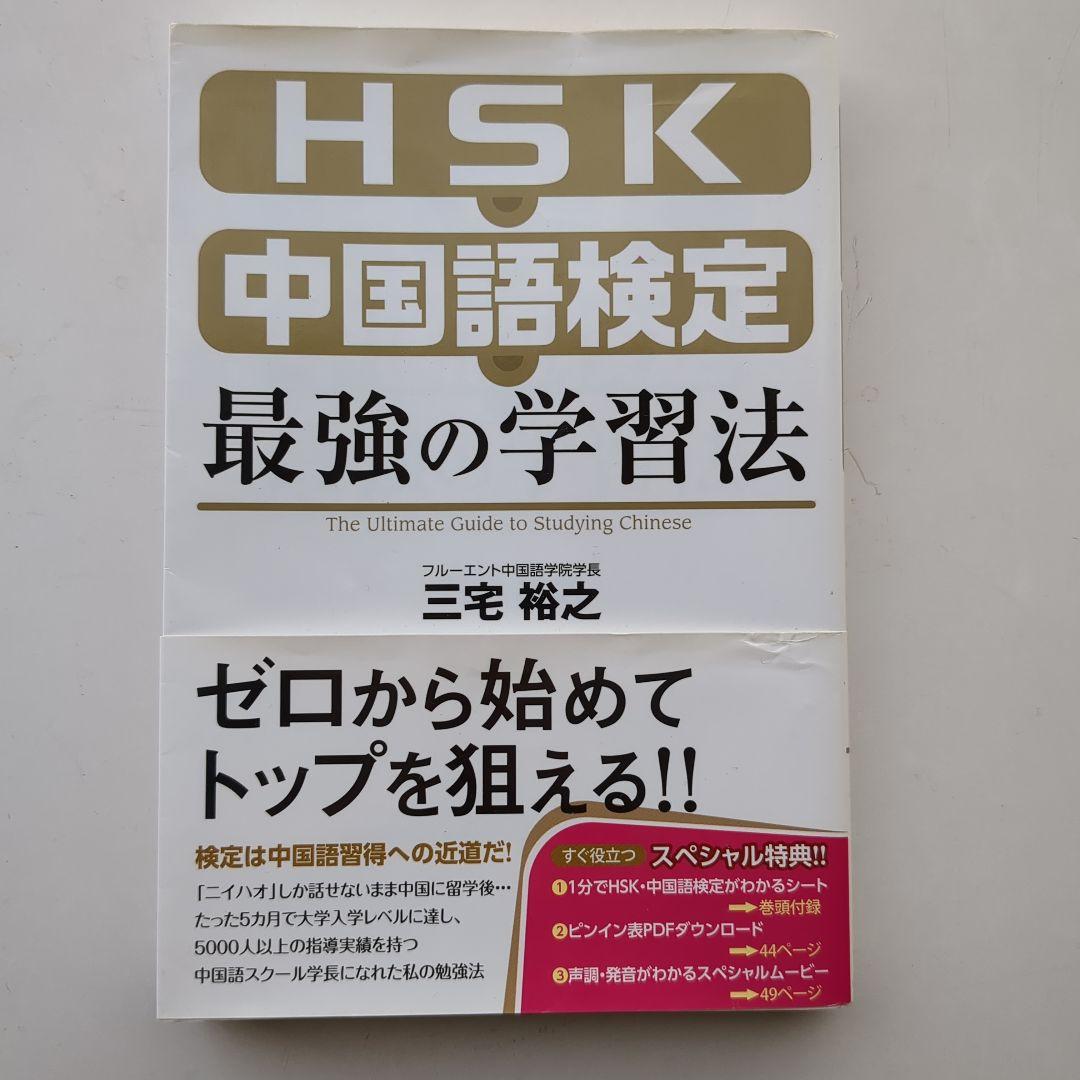 HSK
中国語検定
最強の学習法
The Ultimate Guide to Studying Chinese
フルーエント中国語学院学長
三宅 裕之
ゼロから始めて
トップを狙える!!
検定は中国語習得への近道だ!
「ニイハオ」しか話せないまま中国に留学後…
たった5カ月で大学入学レベルに達し、
5000人以上の指導実績を持つ
中国語スクール学長になれた私の勉強法
すぐ役立つ スペシャル特典!!
①1分でHSK・中国語検定がわかるシート
➡巻頭付録
②ピンイン表PDFダウンロード
➡44ページ
③声調・発音がわかるスペシャルムービー
➡49ページ